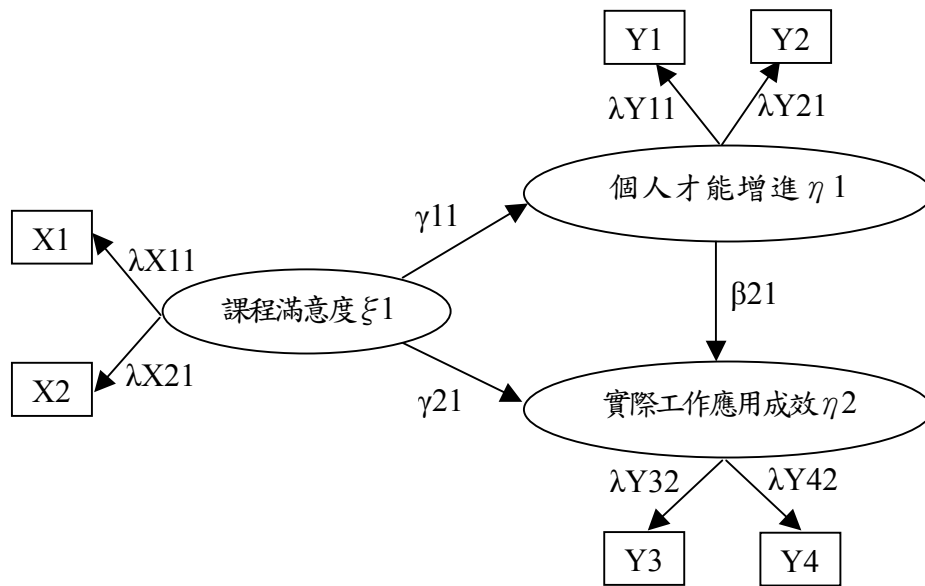 Y1
Y2
λY11
λY21
個人才能增進η1
γ11
X1
λX11
課程滿意度ξ1
β21
X2
λX21
γ21
實際工作應用成效η2
λY32
λY42
Y3
Y4